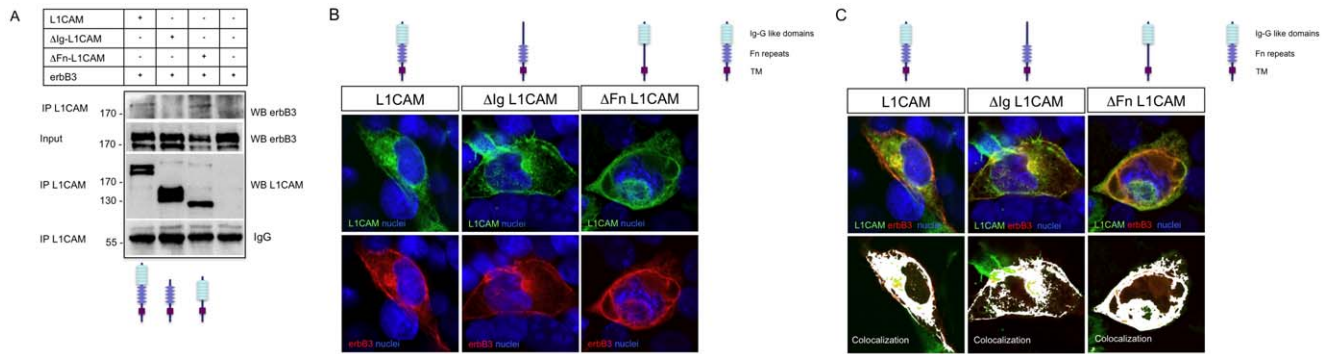 A
L1CAM + - - -
ΔIg-L1CAM - + - -
ΔFn-L1CAM - - + -
erbB3 + + + +
IP L1CAM 170 - WB erbB3
Input 170 - WB erbB3
IP L1CAM 170 - 130 - WB L1CAM
IP L1CAM 55 - IgG
B
Ig-G like domains
Fn repeats
TM
L1CAM ΔIg L1CAM ΔFn L1CAM
L1CAM nuclei L1CAM nuclei L1CAM nuclei
erbB3 nuclei erbB3 nuclei erbB3 nuclei
C
Ig-G like domains
Fn repeats
TM
L1CAM ΔIg L1CAM ΔFn L1CAM
L1CAM erbB3 nuclei L1CAM erbB3 nuclei L1CAM erbB3 nuclei
Colocalization Colocalization Colocalization